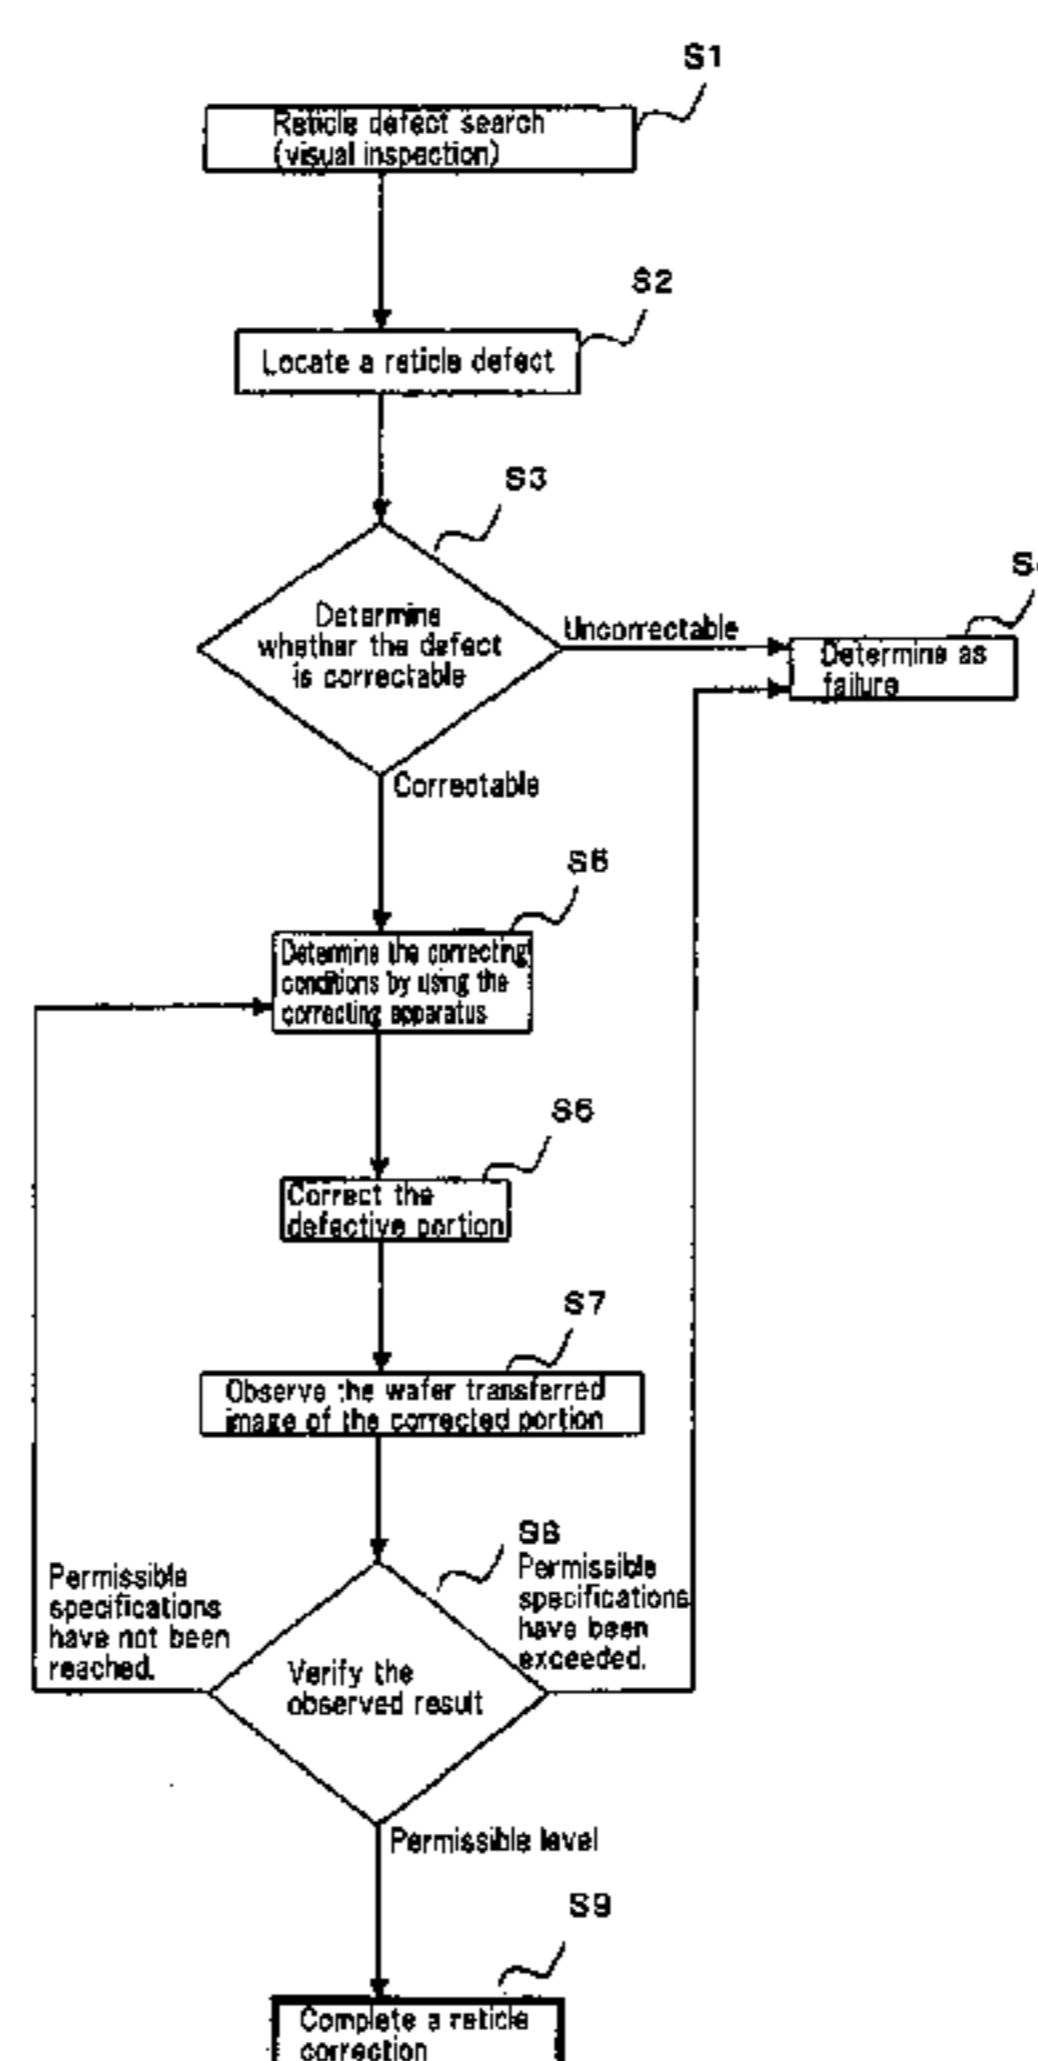 S1
Reticle defect search
(visual inspection)
S2
Locate a reticle defect
S3
Determine
whether the defect
is correctable
Uncorrectable
Determine as
failure
Correctable
Determine the correcting
conditions by using the
correcting apparatus
Correct the
defective portion
S7
Observe the wafer transferred
image of the corrected portion
Permissible
specifications
have not been
reached.
Permissible
specifications
have been
exceeded.
Verify the
observed result
Permissible level
S9
Complete a reticle
correction